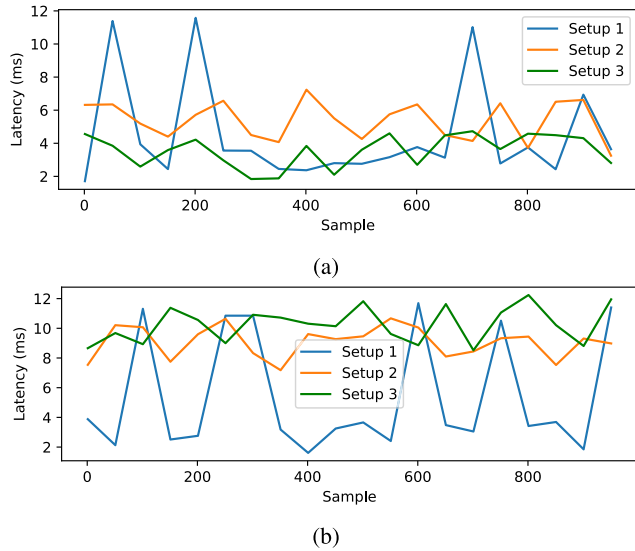 12
10
8
6
4
2
Latency (ms)
Setup 1
Setup 2
Setup 3
0 200 400 600 800
Sample
(a)
12
10
8
6
4
2
Latency (ms)
Setup 1
Setup 2
Setup 3
0 200 400 600 800
Sample
(b)